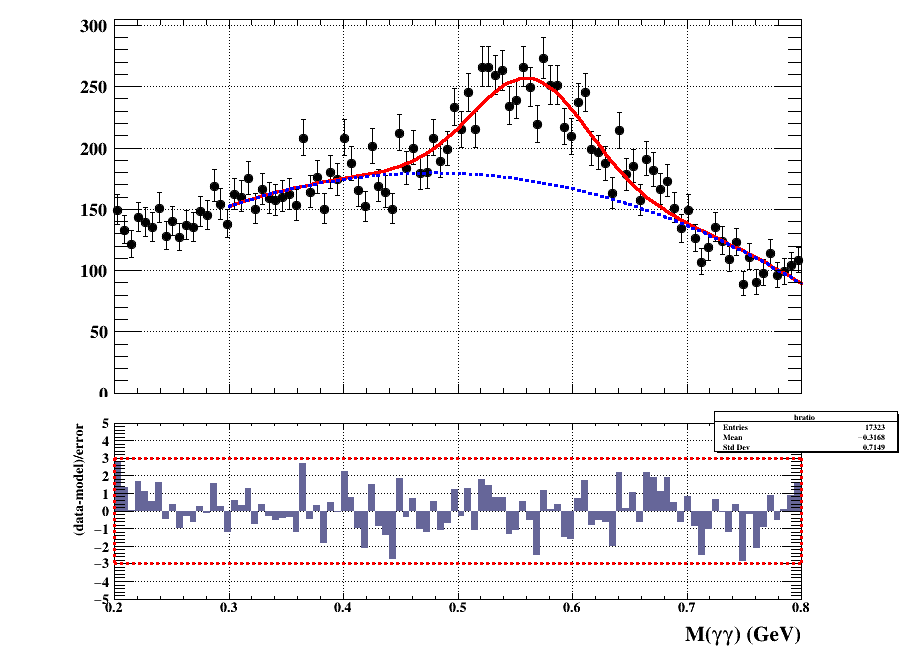 300
250
200
150
100
50
0
hratio
Entries 17323
Mean −0.3168
Std Dev 0.7149
(data-model)/error
5
4
3
2
1
0
−1
−2
−3
−4
−5
0.2 0.3 0.4 0.5 0.6 0.7 0.8
M(γγ) (GeV)